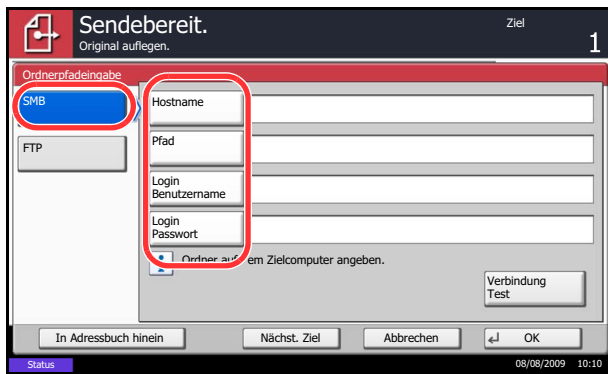 Sendebereit.
Original auflegen.
Ziel
1
Ordnerpfadeingabe
SMB
FTP
Hostname
Pfad
Login
Benutzername
Login
Passwort
Ordner auf em Zielcomputer angeben.
Verbindung
Test
In Adressbuch hinein
Nächst. Ziel
Abbrechen
OK
Status
08/08/2009 10:10